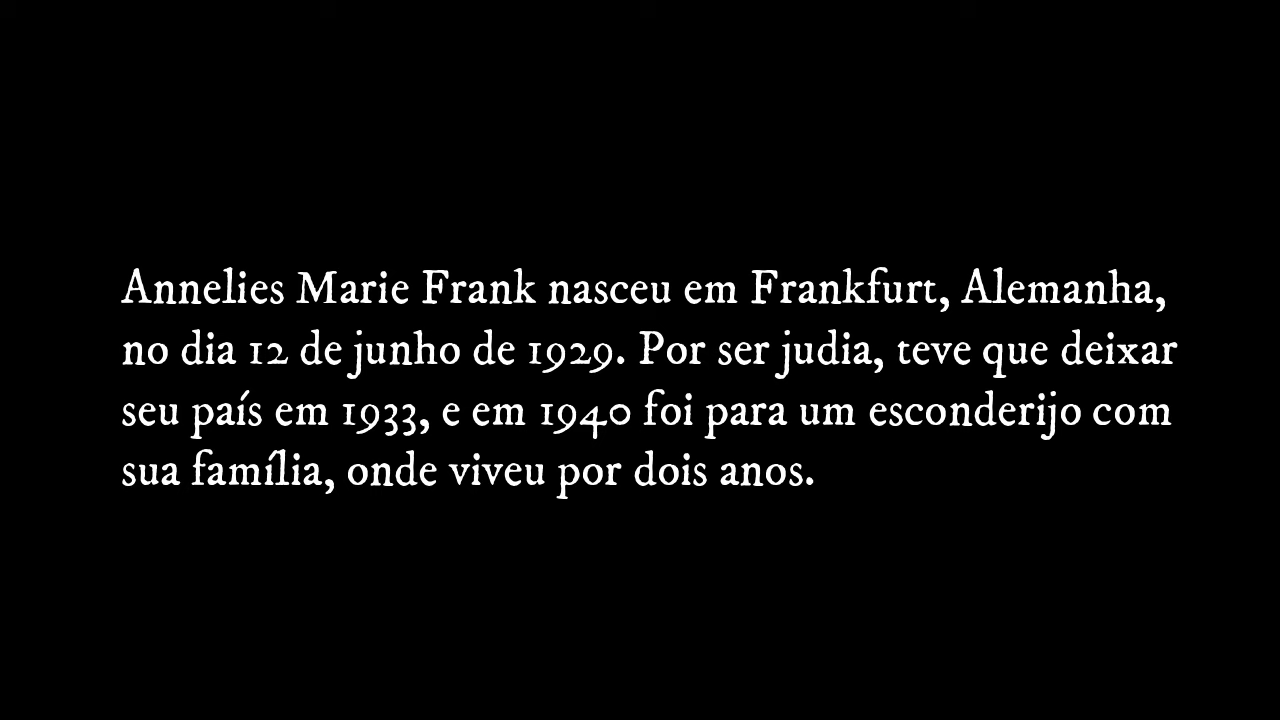 Annelies Marie Frank nasceu em Frankfurt, Alemanha,
no dia 12 de junho de 1929. Por ser judia, teve que deixar
seu país em 1933, e em 1940 foi para um esconderijo com
sua família, onde viveu por dois anos.